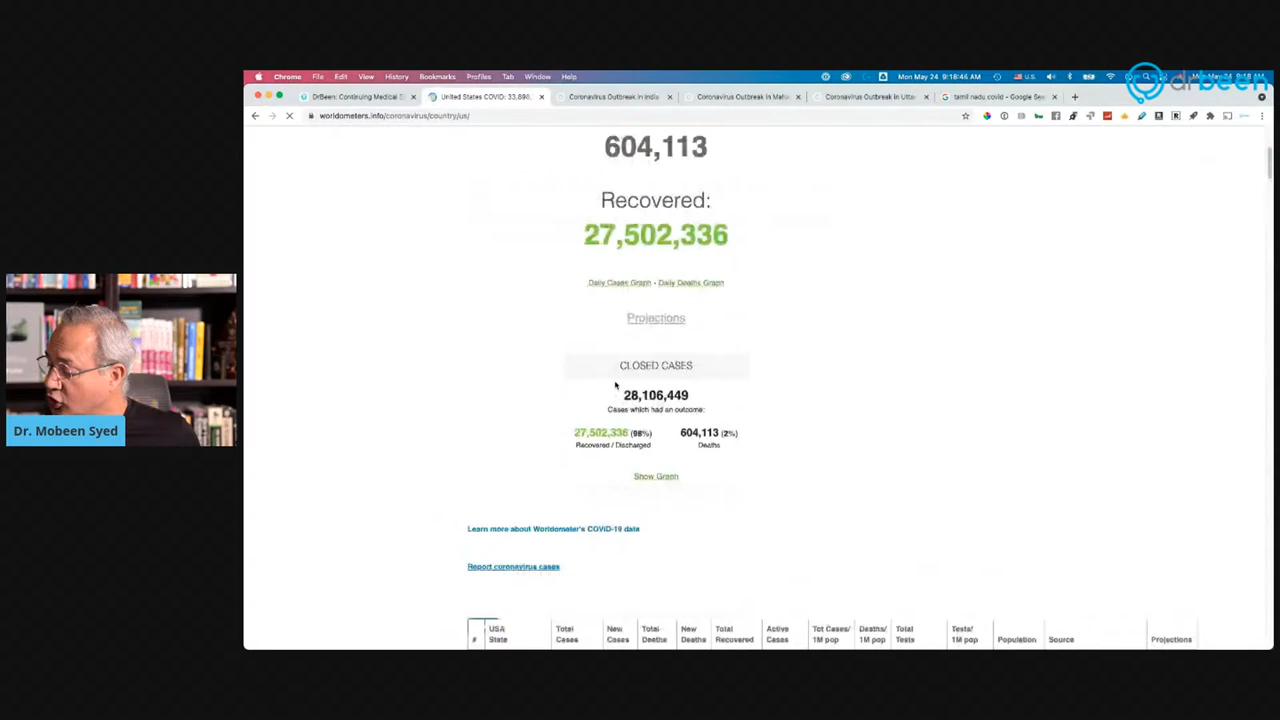 Chrome File Edit View History Bookmarks Profiles Tab Window Help U.S. Mon May 24 9:18:46 AM
drbeen
DrBeen: Continuing Medical United States COVID: 33,898, Coronavirus Outbreak in India Coronavirus Outbreak in Coronavirus Outbreak in tamil nadu covid - Google
worldometers.info/coronavirus/country/us/
604,113
Recovered:
27,502,336
Daily Cases Graph - Daily Deaths Graph
Projections
CLOSED CASES
28,106,449
Cases which had an outcome:
27,502,336 (98%) 604,113 (2%)
Recovered / Discharged Deaths
Show Graph
Learn more about Worldometer's COVID-19 data
Report coronavirus cases
# USA State Total Cases New Cases Total Deaths New Deaths Total Recovered Active Cases Tot Cases/ 1M pop Deaths/ 1M pop Total Tests Tests/ 1M pop Population Source Projections
Dr. Mobeen Syed